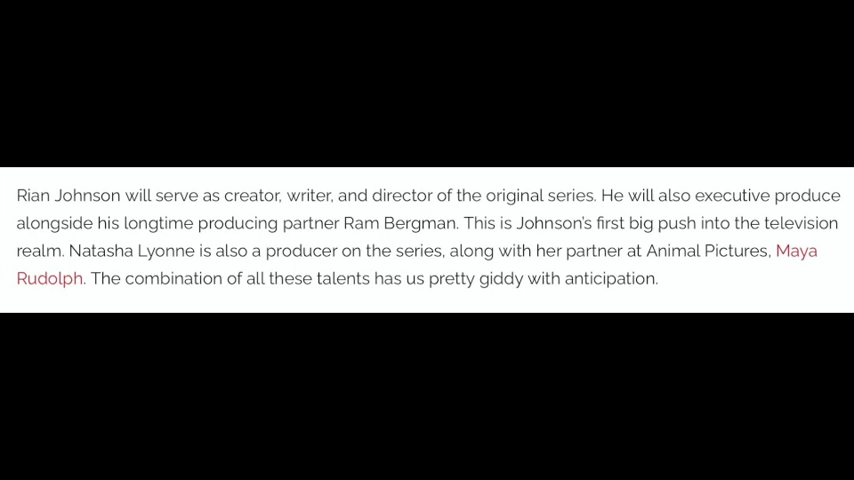 Rian Johnson will serve as creator, writer, and director of the original series. He will also executive produce
alongside his longtime producing partner Ram Bergman. This is Johnson's first big push into the television
realm. Natasha Lyonne is also a producer on the series, along with her partner at Animal Pictures, Maya
Rudolph. The combination of all these talents has us pretty giddy with anticipation.